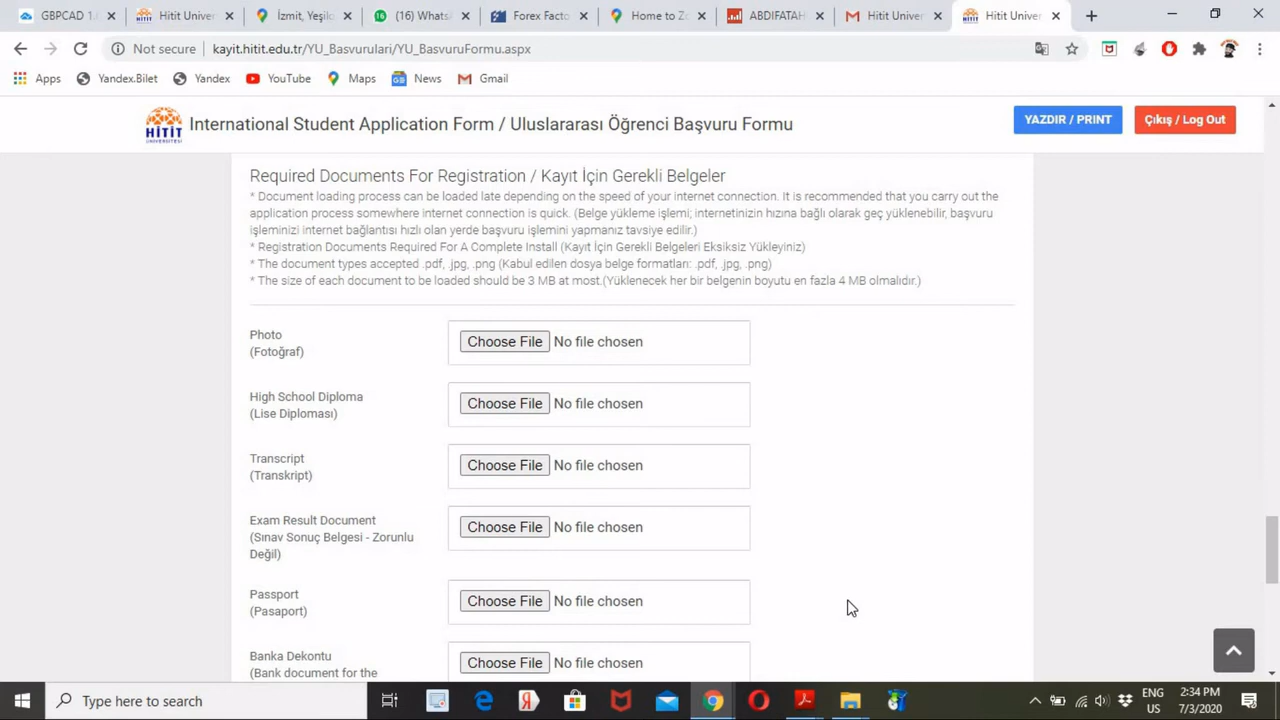 GBPCAD 1.
Hitit Univer
İzmit, Yeşik
(16) Whats
Forex Facto
Home to Zo
ABDIFATAH
Hitit Univer
Hitit Univer
Not secure
kayit.hitit.edu.tr/YU_Basvurulari/YU_BasvuruFormu.aspx
Apps
Yandex.Bilet
Yandex
YouTube
Maps
News
Gmail
HİTİT
ÜNİVERSİTESİ
International Student Application Form / Uluslararası Öğrenci Başvuru Formu
YAZDIR / PRINT
Çıkış / Log Out
Required Documents For Registration / Kayıt İçin Gerekli Belgeler
* Document loading process can be loaded late depending on the speed of your internet connection. It is recommended that you carry out the
application process somewhere internet connection is quick. (Belge yükleme işlemi; internetinizin hızına bağlı olarak geç yüklenebilir, başvuru
işleminizi internet bağlantısı hızlı olan yerde başvuru işlemini yapmanız tavsiye edilir.)
* Registration Documents Required For A Complete Install (Kayıt İçin Gerekli Belgeleri Eksiksiz Yükleyiniz)
* The document types accepted .pdf, .jpg, .png (Kabul edilen dosya belge formatları: .pdf, .jpg, .png)
* The size of each document to be loaded should be 3 MB at most.(Yüklenecek her bir belgenin boyutu en fazla 4 MB olmalıdır.)
Photo
(Fotoğraf)
Choose File No file chosen
High School Diploma
(Lise Diploması)
Choose File No file chosen
Transcript
(Transkript)
Choose File No file chosen
Exam Result Document
(Sınav Sonuç Belgesi - Zorunlu
Değil)
Choose File No file chosen
Passport
(Pasaport)
Choose File No file chosen
Banka Dekontu
(Bank document for the
Choose File No file chosen
Type here to search
ENG
US
2:34 PM
7/3/2020